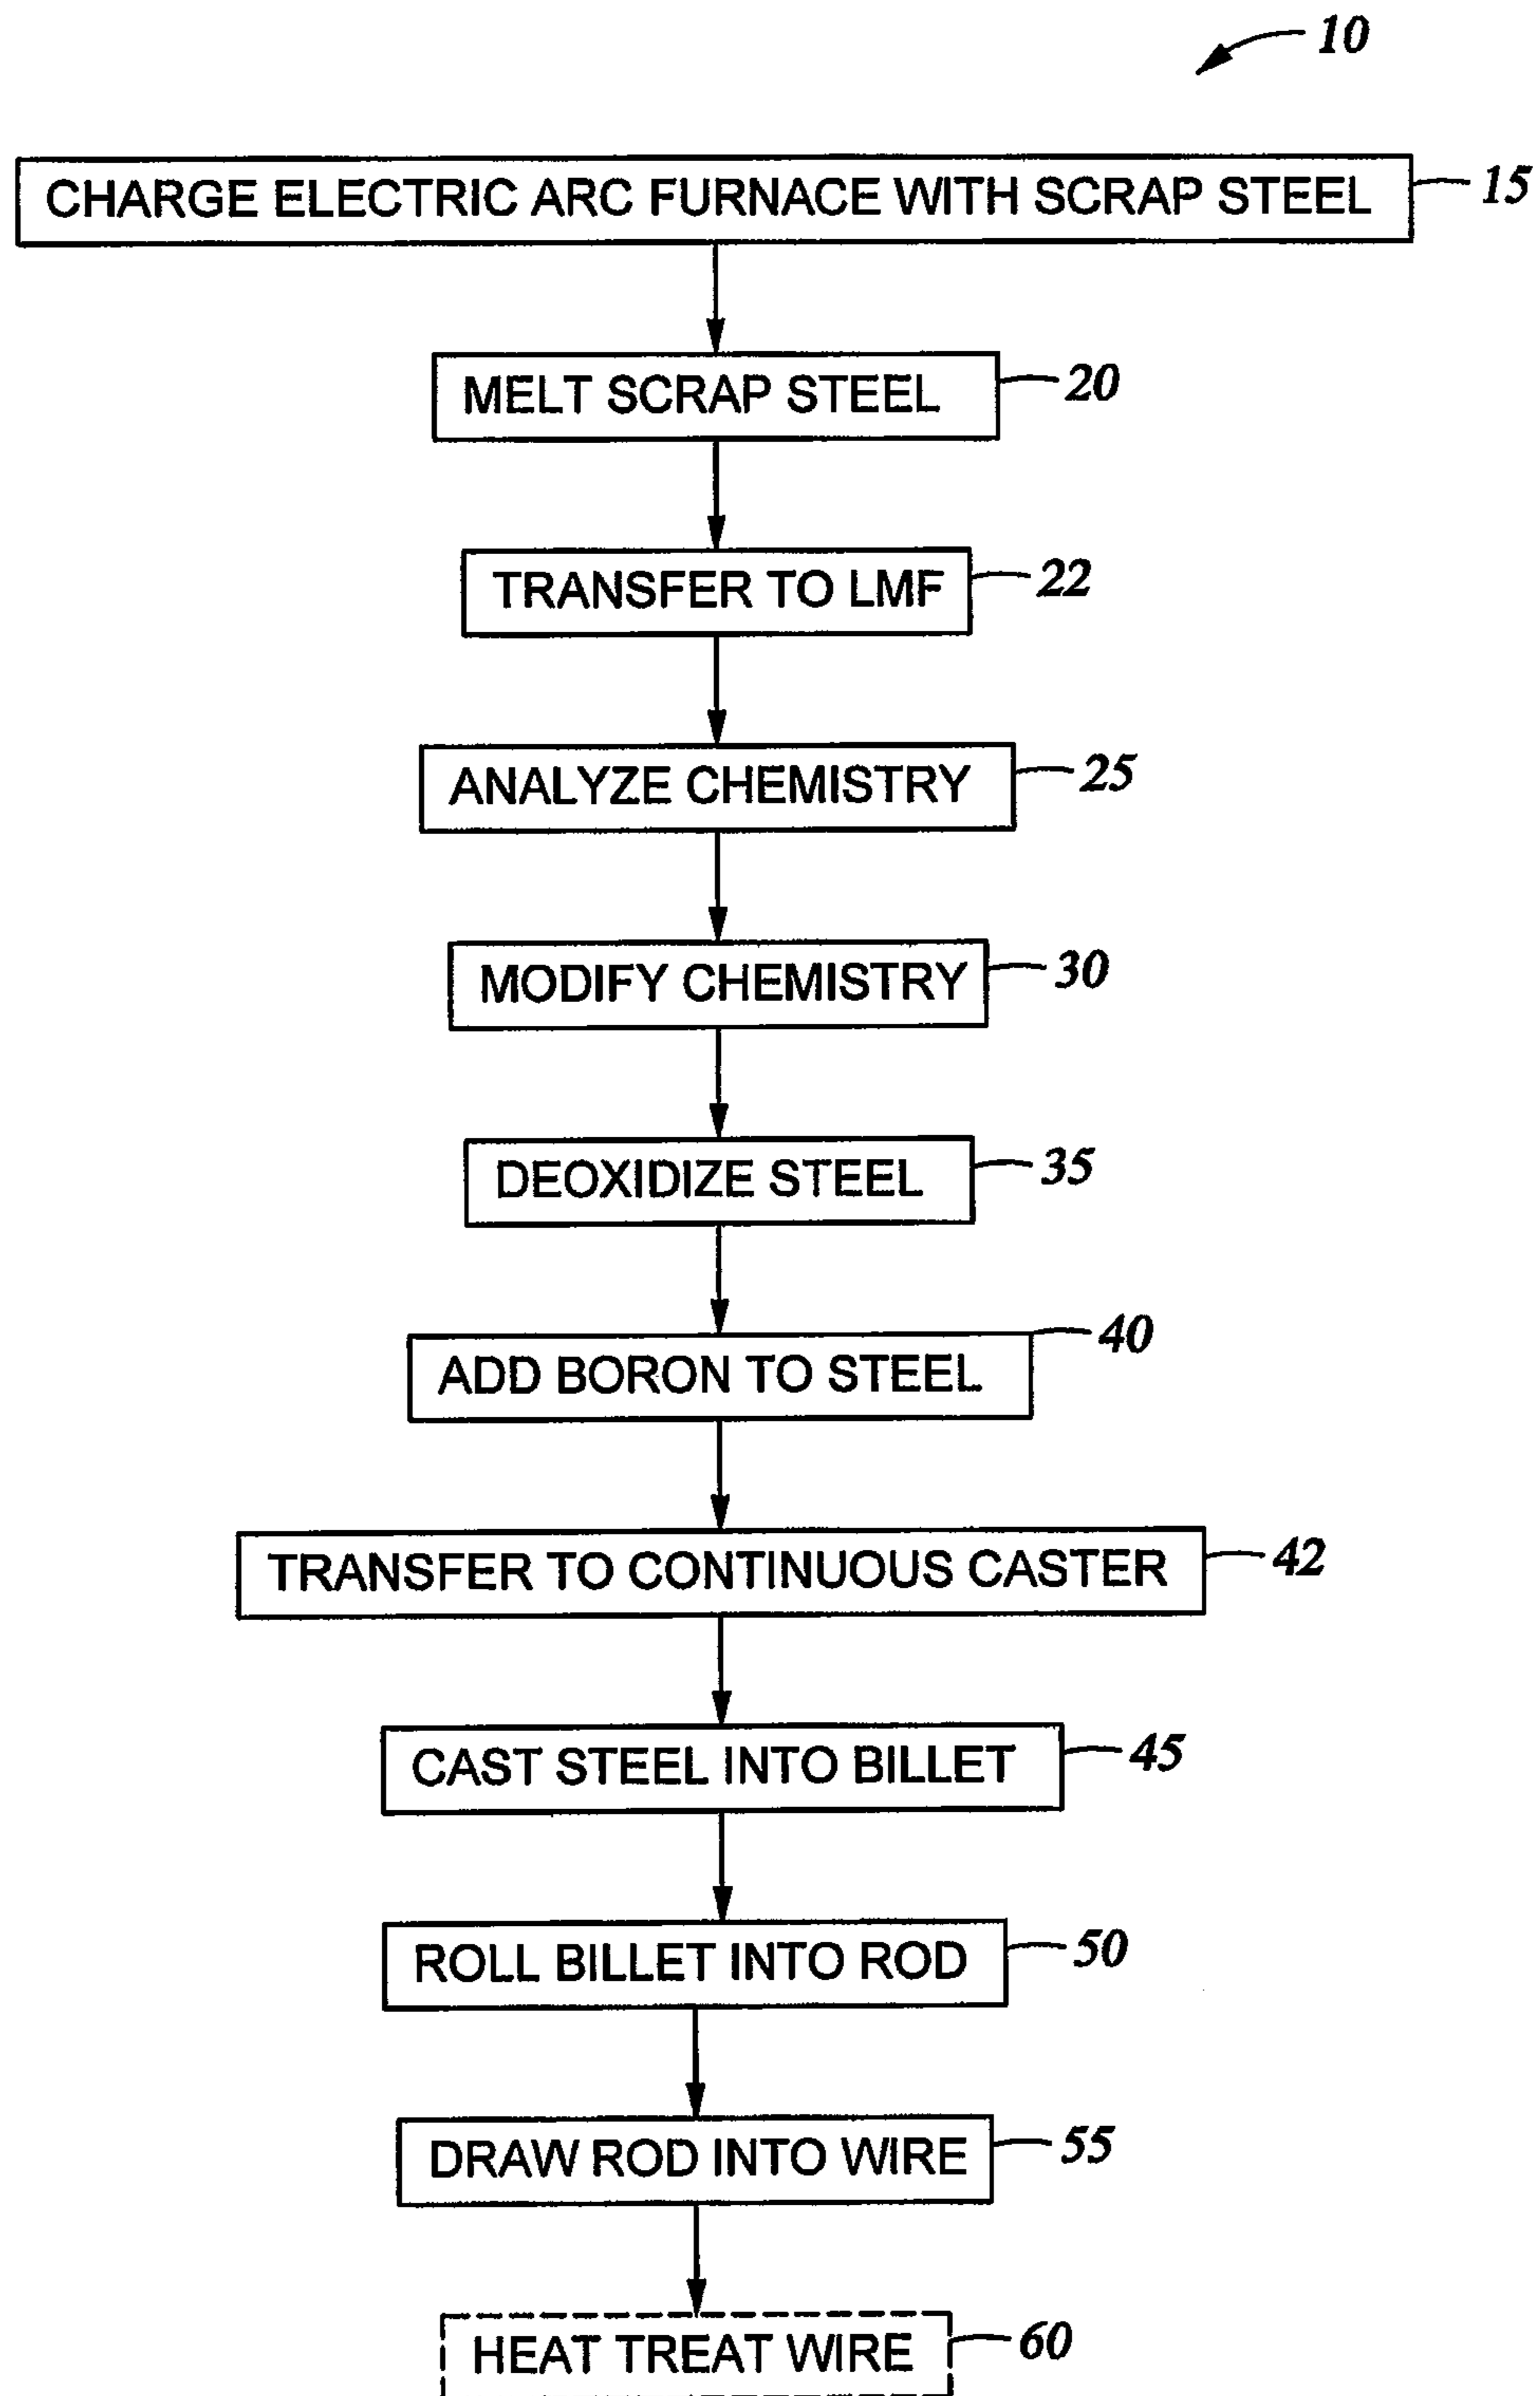 10
CHARGE ELECTRIC ARC FURNACE WITH SCRAP STEEL 15
MELT SCRAP STEEL 20
TRANSFER TO LMF 22
ANALYZE CHEMISTRY 25
MODIFY CHEMISTRY 30
DEOXIDIZE STEEL 35
ADD BORON TO STEEL 40
TRANSFER TO CONTINUOUS CASTER 42
CAST STEEL INTO BILLET 45
ROLL BILLET INTO ROD 50
DRAW ROD INTO WIRE 55
HEAT TREAT WIRE 60